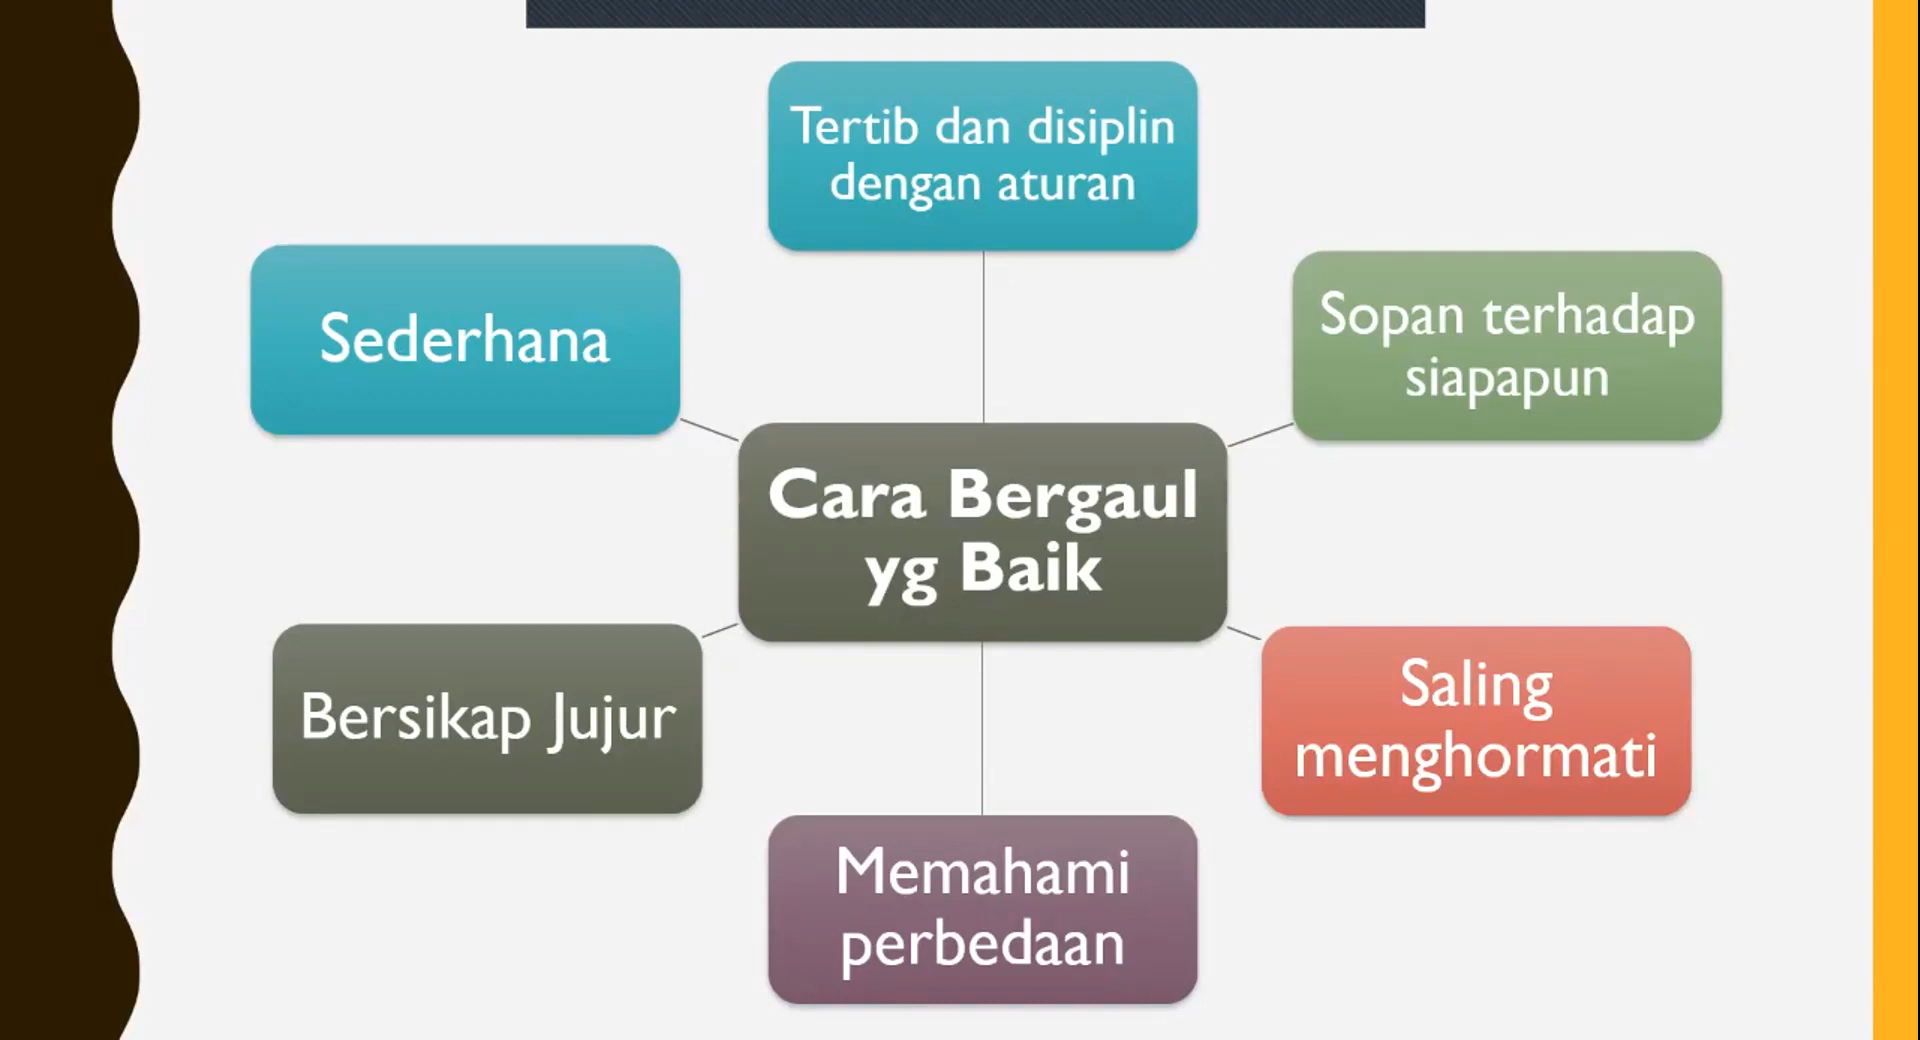 Tertib dan disiplin
dengan aturan
Sopan terhadap
siapapun
Saling
menghormati
Memahami
perbedaan
Bersikap Jujur
Sederhana
Cara Bergaul
yg Baik